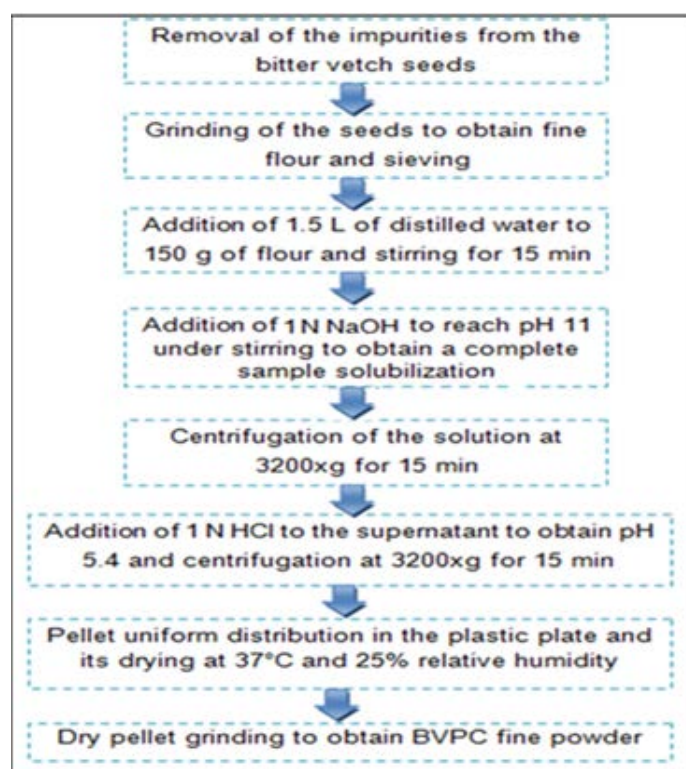 Removal of the impurities from the
bitter vetch seeds
Grinding of the seeds to obtain fine
flour and sieving
Addition of 1.5 L of distilled water to
150 g of flour and stirring for 15 min
Addition of 1N NaOH to reach pH 11
under stirring to obtain a complete
sample solubilization
Centrifugation of the solution at
3200xg for 15 min
Addition of 1 N HCl to the supernatant to obtain pH
5.4 and centrifugation at 3200xg for 15 min
Pellet uniform distribution in the plastic plate and
its drying at 37°C and 25% relative humidity
Dry pellet grinding to obtain BVPC fine powder